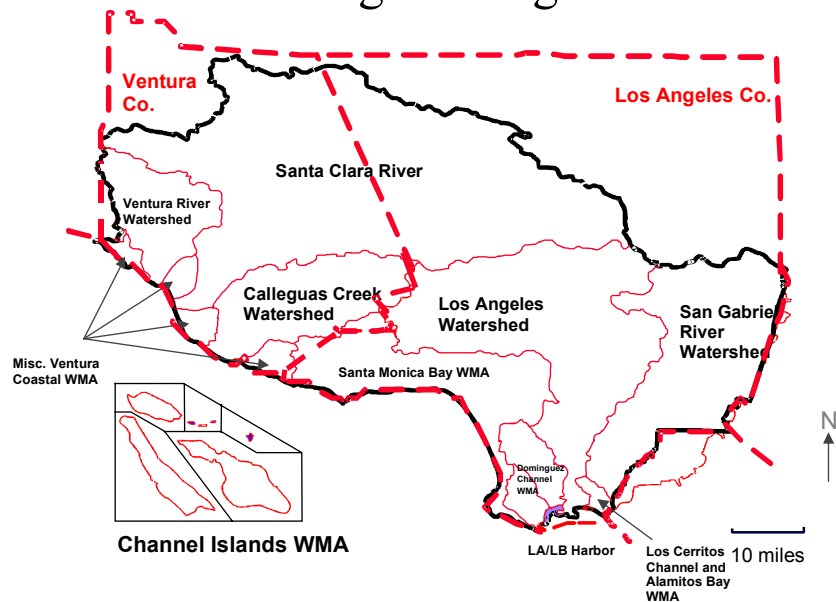 Ventura
Co.
Los Angeles Co.
Santa Clara River
Ventura River
Watershed
Calleguas Creek
Watershed
Los Angeles
Watershed
San Gabrie
River
Watershed
Misc. Ventura
Coastal WMA
Santa Monica Bay WMA
N
Dominguez
Channel
WMA
Channel Islands WMA
LA/LB Harbor
Los Cerritos
Channel and
Alamitos Bay
WMA
10 miles